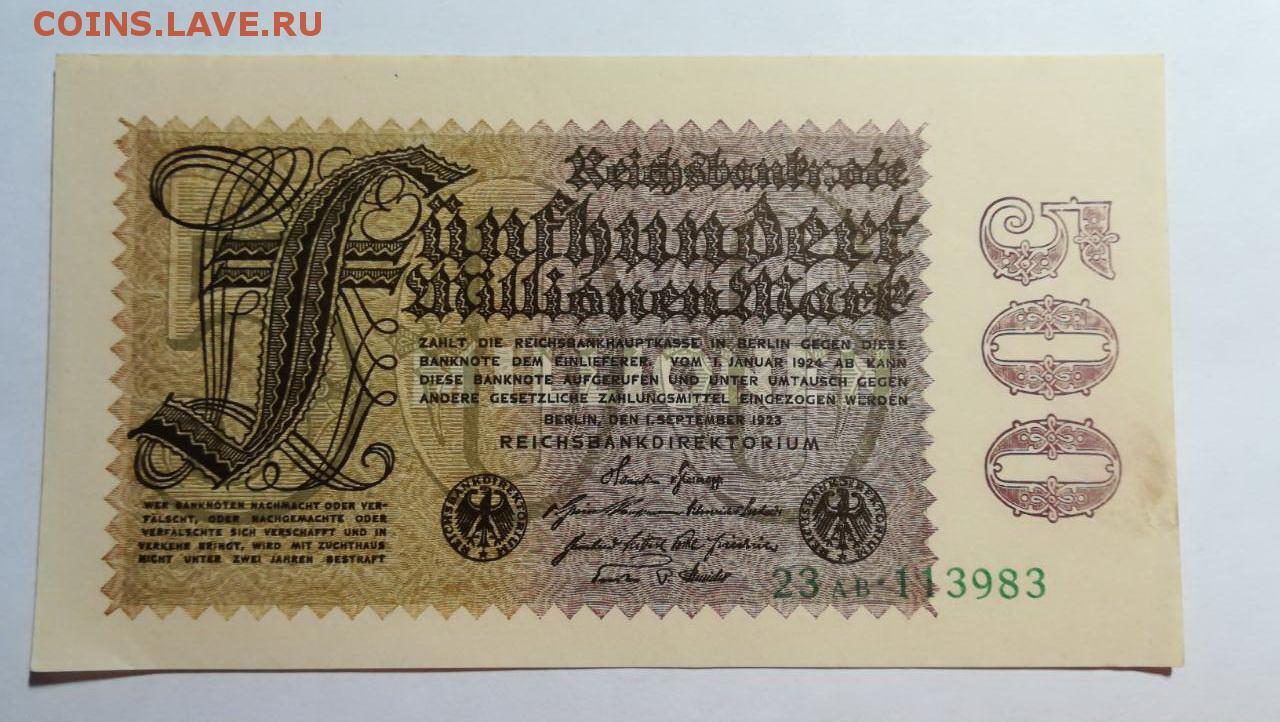 COINS.LAVE.RU
Reichsbanknote
Fünfhundert
Millionen Mark
ZAHLT DIE REICHSBANKHAUPTKASSE IN BERLIN GEGEN DIESE
BANKNOTE DEM EINLIEFERER. VOM 1. JANUAR 1924 AB KANN
DIESE BANKNOTE AUFGERUFEN UND UNTER UMTAUSCH GEGEN
ANDERE GESETZLICHE ZAHLUNGSMITTEL EINGEZOGEN WERDEN
BERLIN, DEN 1. SEPTEMBER 1923
REICHSBANKDIREKTORIUM
REICHSBANKDIREKTORIUM
REICHSBANKDIREKTORIUM
WER BANKNOTEN NACHMACHT ODER VER-
FÄLSCHT, ODER NACHGEMACHTE ODER
VERFÄLSCHTE SICH VERSCHAFFT UND IN
VERKEHR BRINGT, WIRD MIT ZUCHTHAUS
NICHT UNTER ZWEI JAHREN BESTRAFT
23 AB·113983
500